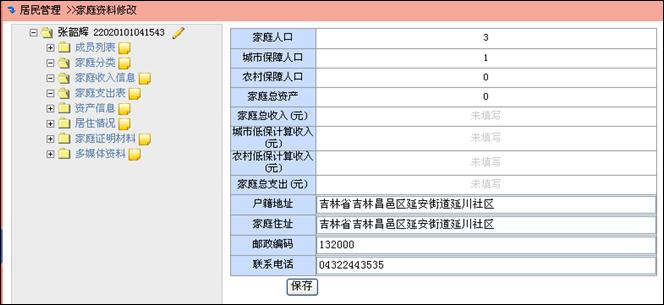 居民管理 >>家庭资料修改
张韶辉 22020101041543
成员列表
家庭分类
家庭收入信息
家庭支出表
资产信息
居住情况
家庭证明材料
多媒体资料
家庭人口 3
城市保障人口 1
农村保障人口 0
家庭总资产 0
家庭总收入(元) 未填写
城市低保计算收入(元) 未填写
农村低保计算收入(元) 未填写
家庭总支出(元) 未填写
户籍地址 吉林省吉林昌邑区延安街道延川社区
家庭住址 吉林省吉林昌邑区延安街道延川社区
邮政编码 132000
联系电话 04322443535
保存